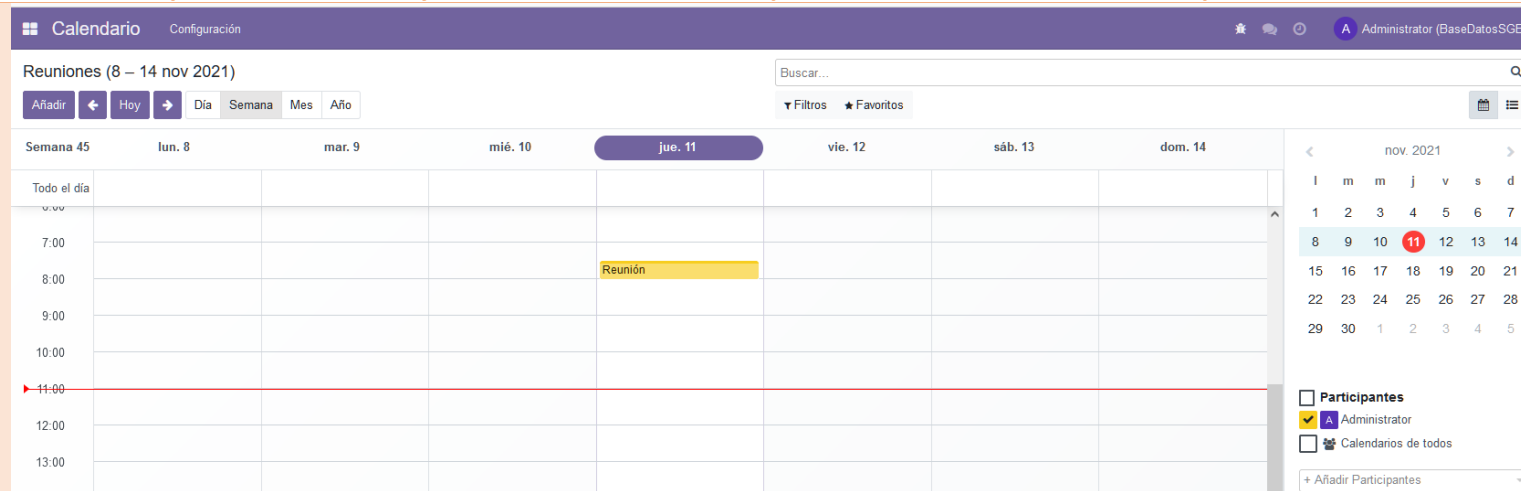 Calendario Configuración A Administrator (BaseDatosSGE
Reuniones (8 – 14 nov 2021) Buscar...
Añadir Hoy Día Semana Mes Año Filtros Favoritos
Semana 45 lun. 8 mar. 9 mié. 10 jue. 11 vie. 12 sáb. 13 dom. 14
Todo el día
6:00
7:00
Reunión
8:00
9:00
10:00
11:00
12:00
13:00
nov. 2021
l m m j v s d
1 2 3 4 5 6 7
8 9 10 11 12 13 14
15 16 17 18 19 20 21
22 23 24 25 26 27 28
29 30 1 2 3 4 5
Participantes
A Administrator
Calendarios de todos
+ Añadir Participantes